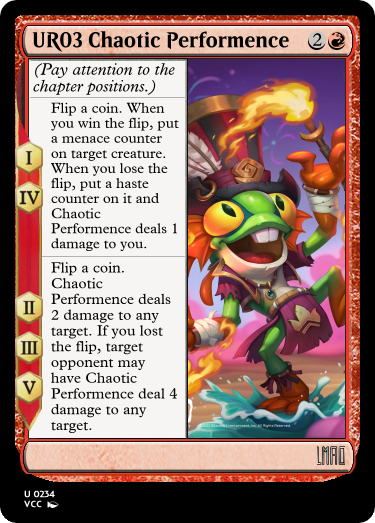 UR03 Chaotic Performence 2
(Pay attention to the
chapter positions.)
I
IV
Flip a coin. When
you win the flip, put
a menace counter
on target creature.
When you lose the
flip, put a haste
counter on it and
Chaotic
Performence deals 1
damage to you.
II
III
V
Flip a coin.
Chaotic
Performence deals
2 damage to any
target. If you lost
the flip, target
opponent may
have Chaotic
Performence deal 4
damage to any
target.
LMAO
U 0234
VCC